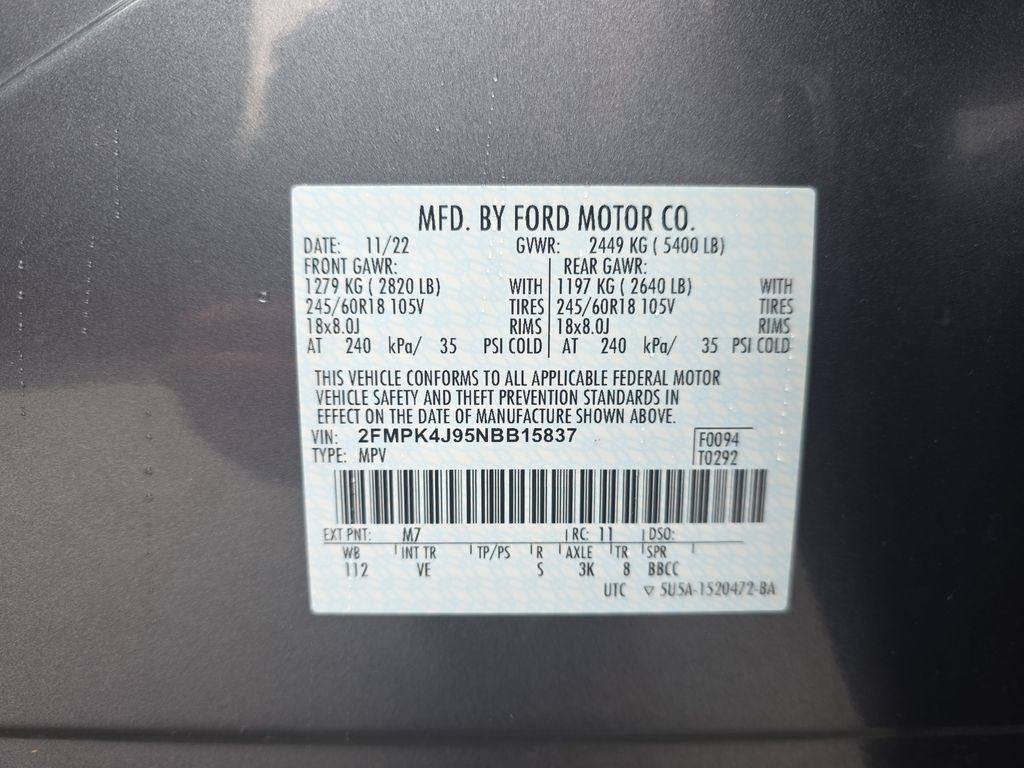 MFD. BY FORD MOTOR CO.
DATE: 11/22 GVWR: 2449 KG ( 5400 LB)
FRONT GAWR: REAR GAWR:
1279 KG ( 2820 LB) WITH 1197 KG ( 2640 LB) WITH
245/60R18 105V TIRES 245/60R18 105V TIRES
18x8.0J RIMS 18x8.0J RIMS
AT 240 kPa/ 35 PSI COLD AT 240 kPa/ 35 PSI COLD
THIS VEHICLE CONFORMS TO ALL APPLICABLE FEDERAL MOTOR
VEHICLE SAFETY AND THEFT PREVENTION STANDARDS IN
EFFECT ON THE DATE OF MANUFACTURE SHOWN ABOVE.
VIN: 2FMPK4J95NBB15837 F0094
TYPE: MPV T0292
EXT PNT: M7 RC: 11 DSO:
WB INT TR TP/PS R AXLE TR SPR
112 VE S 3K 8 BBCC
UTC ▽ 5U5A-1520472-BA